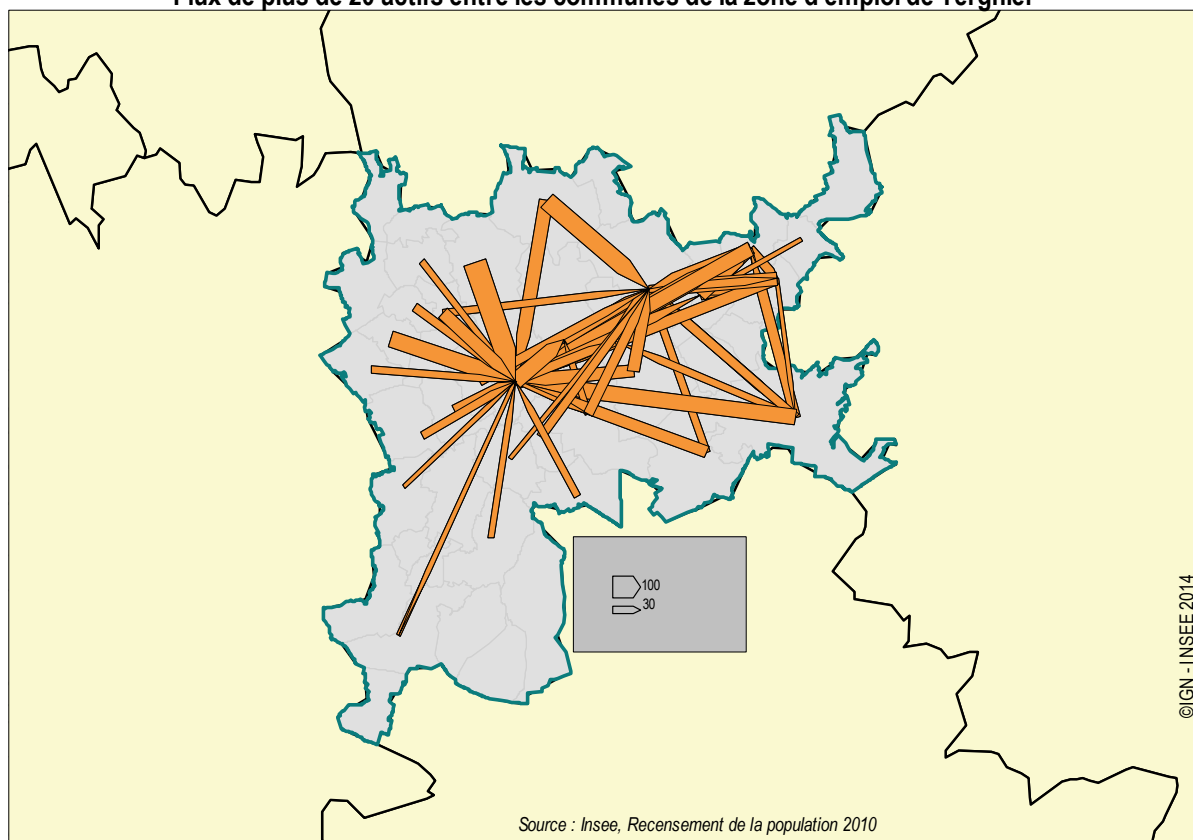 Flux de plus de 20 actifs entre les communes de la zone d'emploi de Tergnier
100
30
©IGN - INSEE 2014
Source : Insee, Recensement de la population 2010